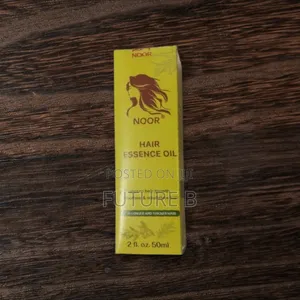 NOOR
NOOR®
HAIR
ESSENCE OIL
POSTED ON
FUTURE B
2 fl. oz. 50ml